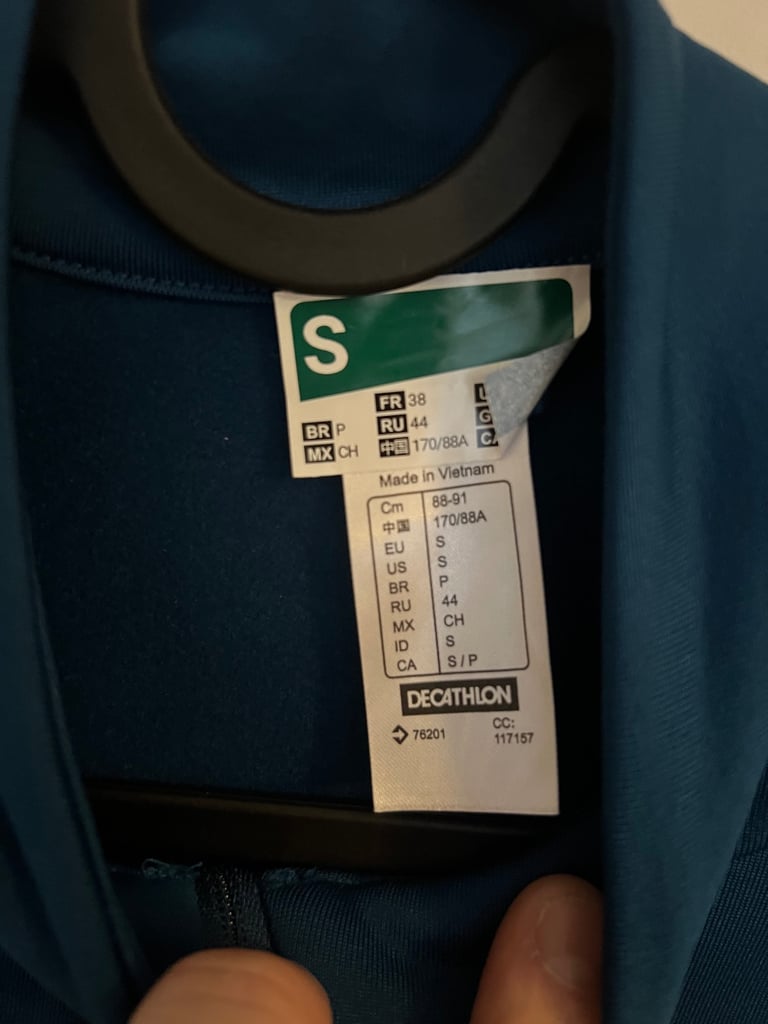 S
FR 38
BR P RU 44
MX CH 中国 170/88A
Made in Vietnam
Cm 88-91
中国 170/88A
EU S
US S
BR P
RU 44
MX CH
ID S
CA S/P
DECATHLON
76201 CC:
117157